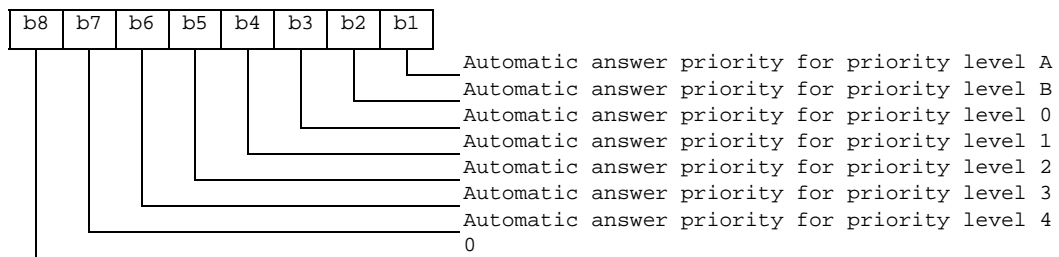 b8 b7 b6 b5 b4 b3 b2 b1
Automatic answer priority for priority level A
Automatic answer priority for priority level B
Automatic answer priority for priority level 0
Automatic answer priority for priority level 1
Automatic answer priority for priority level 2
Automatic answer priority for priority level 3
Automatic answer priority for priority level 4
0